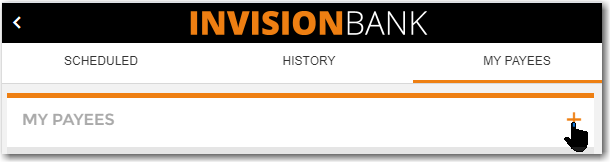 INVISIONBANK
SCHEDULED HISTORY MY PAYEES
MY PAYEES +